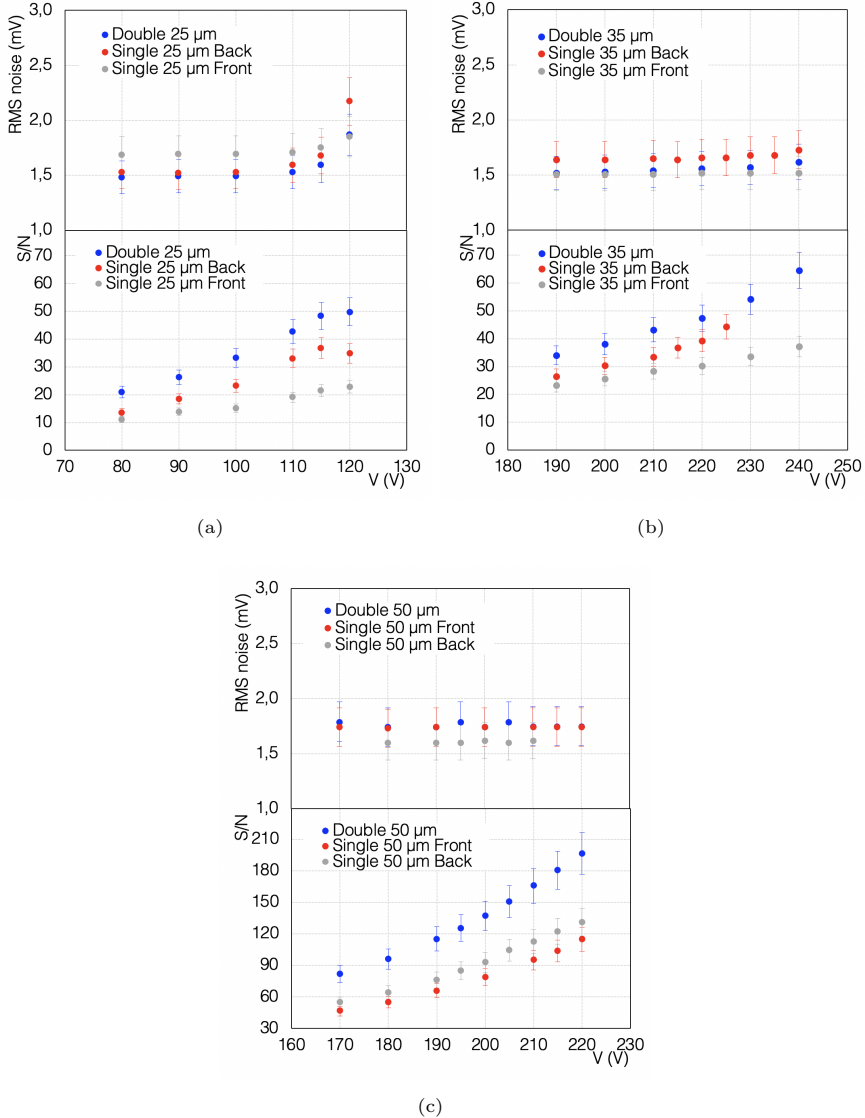 3,0
2,5
2,0
1,5
1,0
RMS noise (mV)
Double 25 µm
Single 25 µm Back
Single 25 µm Front
S/N
70
60
50
40
30
20
10
0
Double 25 µm
Single 25 µm Back
Single 25 µm Front
70 80 90 100 110 120 130
V (V)
(a)
3,0
2,5
2,0
1,5
1,0
RMS noise (mV)
Double 35 µm
Single 35 µm Back
Single 35 µm Front
S/N
70
60
50
40
30
20
10
0
Double 35 µm
Single 35 µm Back
Single 35 µm Front
180 190 200 210 220 230 240 250
V (V)
(b)
3,0
2,5
2,0
1,5
1,0
RMS noise (mV)
Double 50 µm
Single 50 µm Front
Single 50 µm Back
S/N
210
180
150
120
90
60
30
Double 50 µm
Single 50 µm Front
Single 50 µm Back
160 170 180 190 200 210 220 230
V (V)
(c)